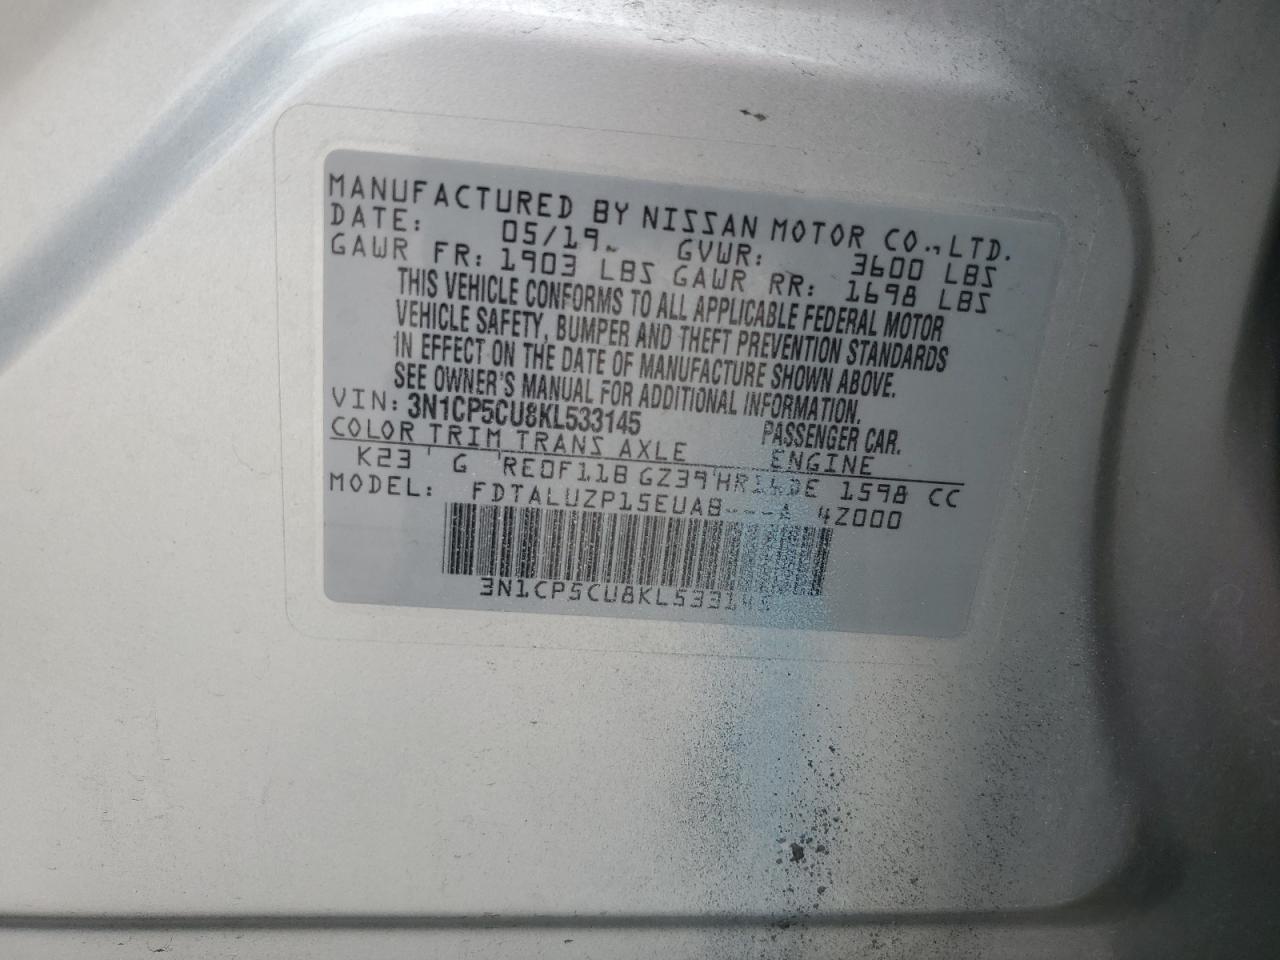 MANUFACTURED BY NISSAN MOTOR CO., LTD.
DATE: 05/19 GVWR: 3600 LBS
GAWR FR: 1903 LBS GAWR RR: 1698 LBS
THIS VEHICLE CONFORMS TO ALL APPLICABLE FEDERAL MOTOR
VEHICLE SAFETY, BUMPER AND THEFT PREVENTION STANDARDS
IN EFFECT ON THE DATE OF MANUFACTURE SHOWN ABOVE.
SEE OWNER'S MANUAL FOR ADDITIONAL INFORMATION.
VIN: 3N1CP5CU8KL533145 PASSENGER CAR.
COLOR TRIM TRANS AXLE ENGINE
K23 ' G 'RE0F11B GZ39'HR16DE 1598 CC
MODEL: FDTALUZP15EUAB---A 4Z000
3N1CP5CU8KL533145